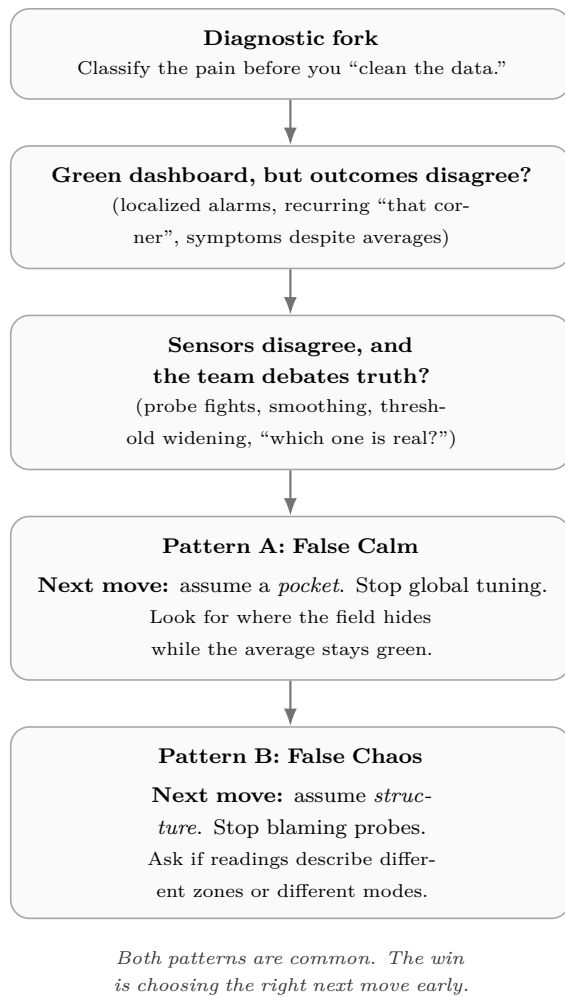 Diagnostic fork
Classify the pain before you “clean the data.”
Green dashboard, but outcomes disagree?
(localized alarms, recurring “that cor-
ner”, symptoms despite averages)
Sensors disagree, and
the team debates truth?
(probe fights, smoothing, thresh-
old widening, “which one is real?”)
Pattern A: False Calm
Next move: assume a pocket. Stop global tuning.
Look for where the field hides
while the average stays green.
Pattern B: False Chaos
Next move: assume struc-
ture. Stop blaming probes.
Ask if readings describe differ-
ent zones or different modes.
Both patterns are common. The win
is choosing the right next move early.